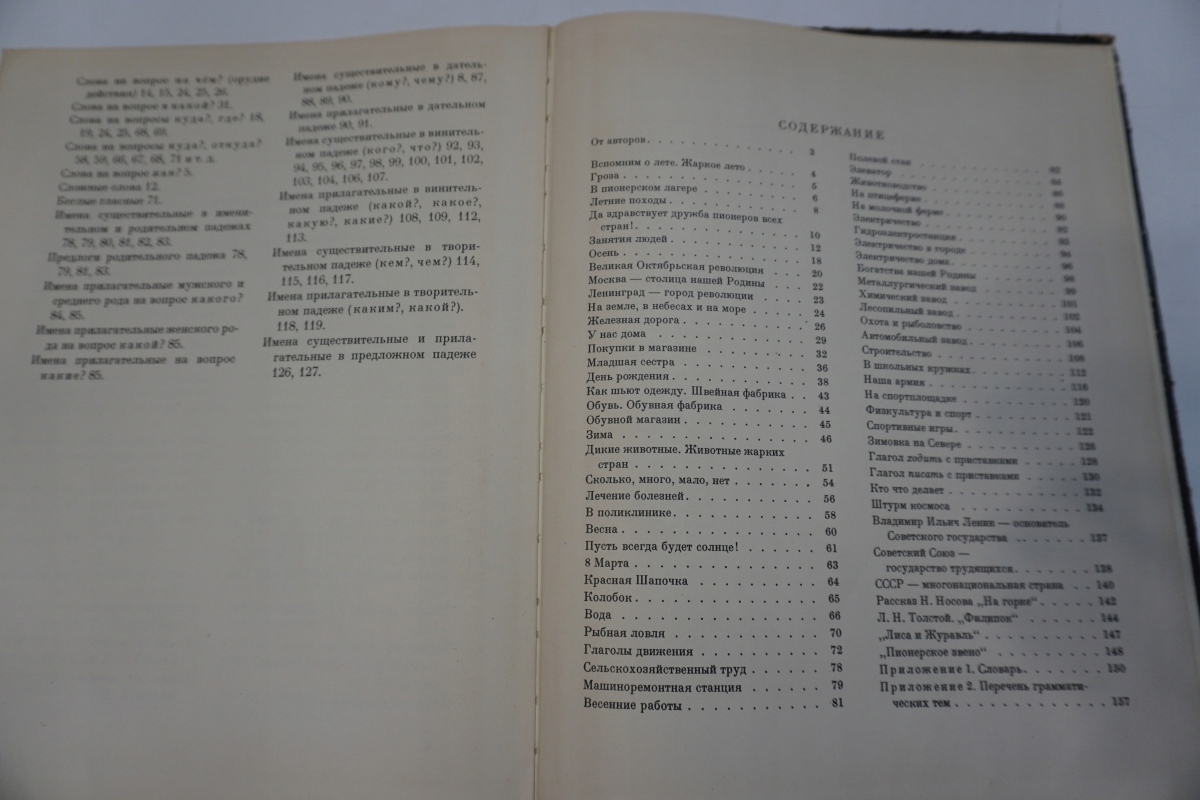 Слова на вопрос на чём? (орудие
действия) 14, 15, 24, 25, 26.
Слова на вопрос в какой? 31.
Слова на вопросы куда?, где? 18,
19, 24, 25, 68, 69.
Слова на вопросы куда?, откуда?
58, 59, 66, 67, 68, 71 и т. д.
Слова на вопрос как? 5.
Сложные слова 12.
Беглые гласные 71.
Имена существительные в имени-
тельном и родительном падежах
78, 79, 80, 81, 82, 83.
Предлоги родительного падежа 78,
79, 81, 83.
Имена прилагательные мужского и
среднего рода на вопрос какого?
84, 85.
Имена прилагательные женского ро-
да на вопрос какой? 85.
Имена прилагательные на вопрос
какие? 85.
Имена существительные в датель-
ном падеже (кому?, чему?) 8, 87,
88, 89, 90.
Имена прилагательные в дательном
падеже 90, 91.
Имена существительные в винитель-
ном падеже (кого?, что?) 92, 93,
94, 95, 96, 97, 98, 99, 100, 101, 102,
103, 104, 106, 107.
Имена прилагательные в винитель-
ном падеже (какой?, какое?,
какую?, какие?) 108, 109, 112,
113.
Имена существительные в твори-
тельном падеже (кем?, чем?) 114,
115, 116, 117.
Имена прилагательные в творитель-
ном падеже (каким?, какой?).
118, 119.
Имена существительные и прила-
гательные в предложном падеже
126, 127.
СОДЕРЖАНИЕ
От авторов . . . 3
Вспомним о лете. Жаркое лето . . . 4
Гроза . . . 5
В пионерском лагере . . . 6
Летние походы . . . 8
Да здравствует дружба пионеров всех
стран! . . . 10
Занятия людей . . . 12
Осень . . . 18
Великая Октябрьская революция . . . 20
Москва — столица нашей Родины . . . 22
Ленинград — город революции . . . 23
На земле, в небесах и на море . . . 24
Железная дорога . . . 26
У нас дома . . . 29
Покупки в магазине . . . 32
Младшая сестра . . . 36
День рождения . . . 38
Как шьют одежду. Швейная фабрика . . 43
Обувь. Обувная фабрика . . . 44
Обувной магазин . . . 45
Зима . . . 46
Дикие животные. Животные жарких
стран . . . 51
Сколько, много, мало, нет . . . 54
Лечение болезней . . . 56
В поликлинике . . . 58
Весна . . . 60
Пусть всегда будет солнце! . . . 61
8 Марта . . . 63
Красная Шапочка . . . 64
Колобок . . . 65
Вода . . . 66
Рыбная ловля . . . 70
Глаголы движения . . . 72
Сельскохозяйственный труд . . . 78
Машиноремонтная станция . . . 79
Весенние работы . . . 81
Полевой стан . . . 82
Элеватор . . .
Животноводство . . .
На птицеферме . . .
На молочной ферме . . .
Электричество . . .
Гидроэлектростанция . . .
Электричество в городе . . .
Электричество дома . . . 96
Богатства нашей Родины . . . 98
Металлургический завод . . . 99
Химический завод . . . 101
Лесопильный завод . . . 102
Охота и рыболовство . . . 104
Автомобильный завод . . . 106
Строительство . . . 108
В школьных кружках . . . 112
Наша армия . . . 116
На спортплощадке . . . 120
Физкультура и спорт . . . 121
Спортивные игры . . . 122
Зимовка на Севере . . . 126
Глагол ходить с приставками . . . 128
Глагол писать с приставками . . . 130
Кто что делает . . . 132
Штурм космоса . . . 134
Владимир Ильич Ленин — основатель
Советского государства . . . 137
Советский Союз —
государство трудящихся . . . 138
СССР — многонациональная страна . . 140
Рассказ Н. Носова „На горке“ . . . 142
Л. Н. Толстой. „Филипок“ . . . 144
„Лиса и Журавль“ . . . 147
„Пионерское звено“ . . . 148
Приложение 1. Словарь . . . 150
Приложение 2. Перечень граммати-
ческих тем . . . 157